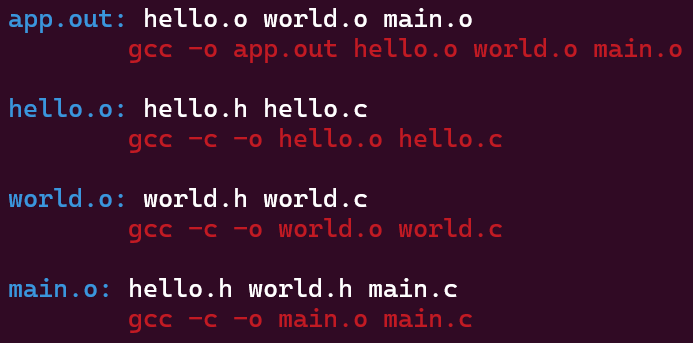 app.out: hello.o world.o main.o
gcc -o app.out hello.o world.o main.o
hello.o: hello.h hello.c
gcc -c -o hello.o hello.c
world.o: world.h world.c
gcc -c -o world.o world.c
main.o: hello.h world.h main.c
gcc -c -o main.o main.c